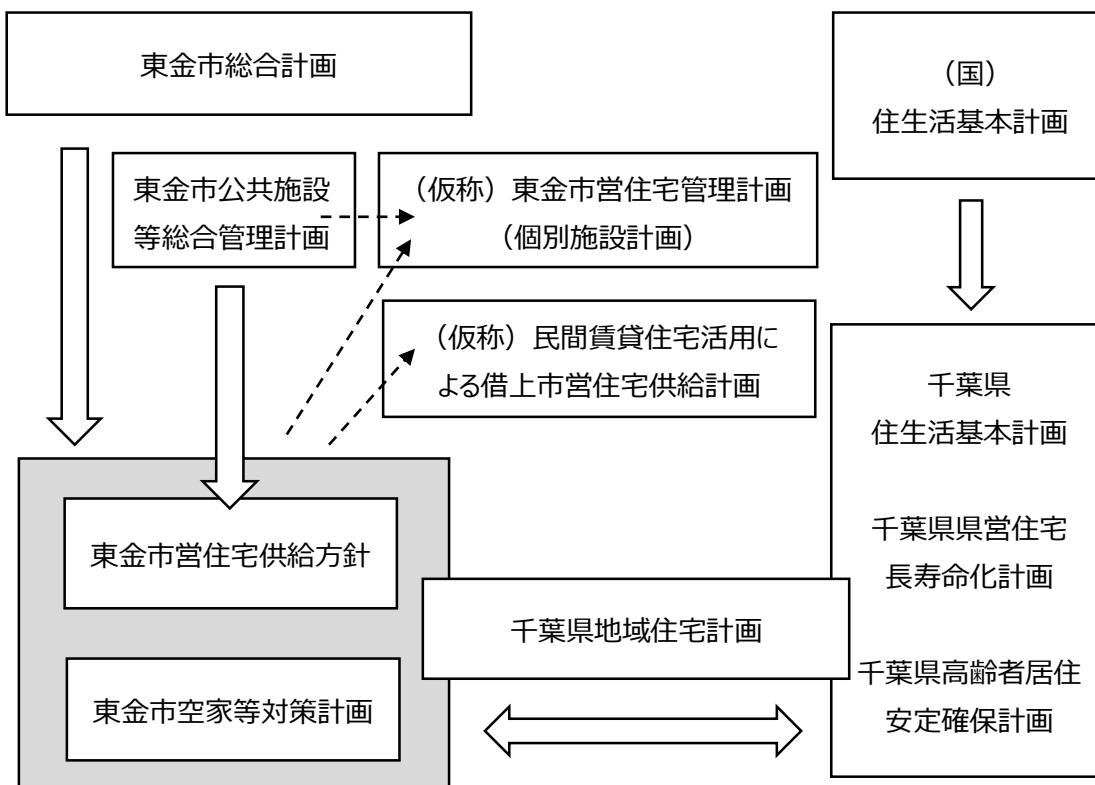 東金市総合計画
（国）
住生活基本計画
東金市公共施設
等総合管理計画
（仮称）東金市営住宅管理計画
（個別施設計画）
（仮称）民間賃貸住宅活用に
よる借上市営住宅供給計画
千葉県
住生活基本計画
千葉県県営住宅
長寿命化計画
千葉県高齢者居住
安定確保計画
東金市営住宅供給方針
千葉県地域住宅計画
東金市空家等対策計画